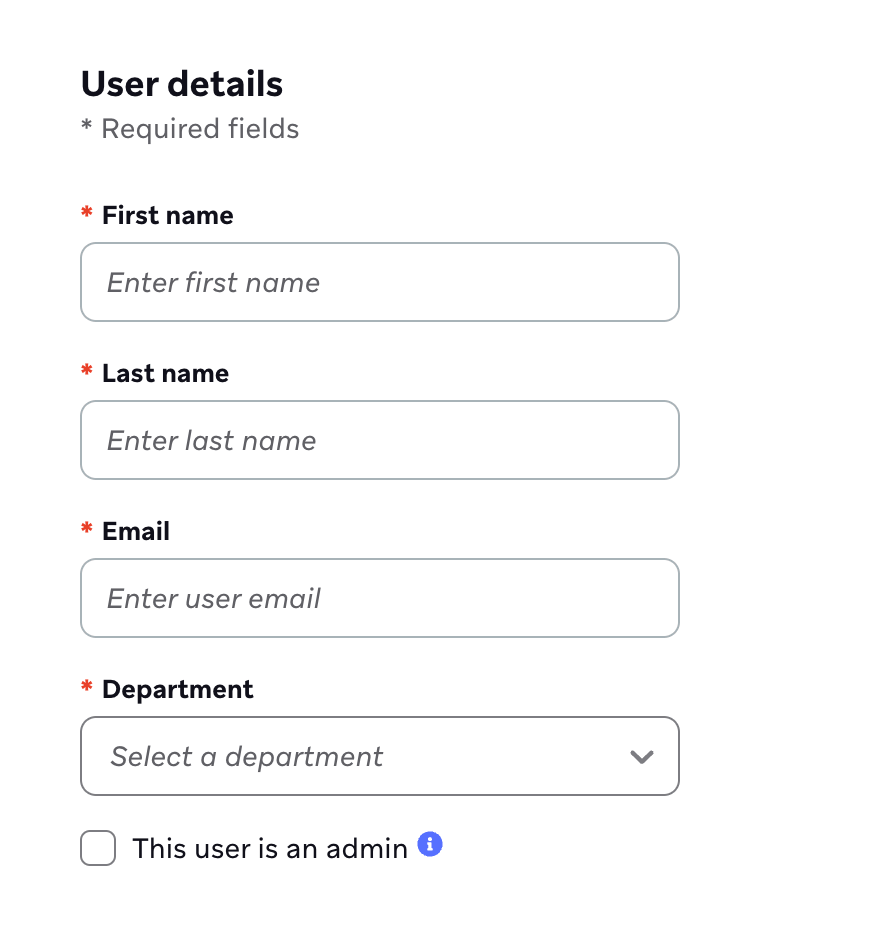 User details
* Required fields
* First name
Enter first name
* Last name
Enter last name
* Email
Enter user email
* Department
Select a department
This user is an admin i